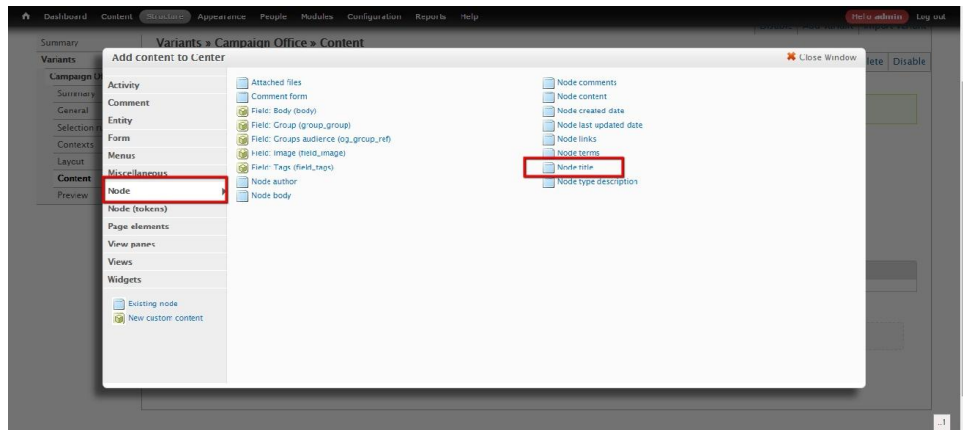 Dashboard Content Structure Appearance People Modules Configuration Reports Help
Hello admin Log out
Summary
Variants » Campaign Office » Content
Variants
Add content to Center
Close Window
Disable
Campaign
Summary
General
Selection
Contexts
Layout
Content
Preview
Activity
Comment
Entity
Form
Menus
Miscellaneous
Node
Node (tokens)
Page elements
View panes
Views
Widgets
Existing node
New custom content
Attached files
Comment form
Field: Body (body)
Field: Group (group_group)
Field: Groups audience (og_group_ref)
Field: Image (field_image)
Field: Tags (field_tags)
Node author
Node body
Node comments
Node content
Node created date
Node last updated date
Node links
Node terms
Node title
Node type description